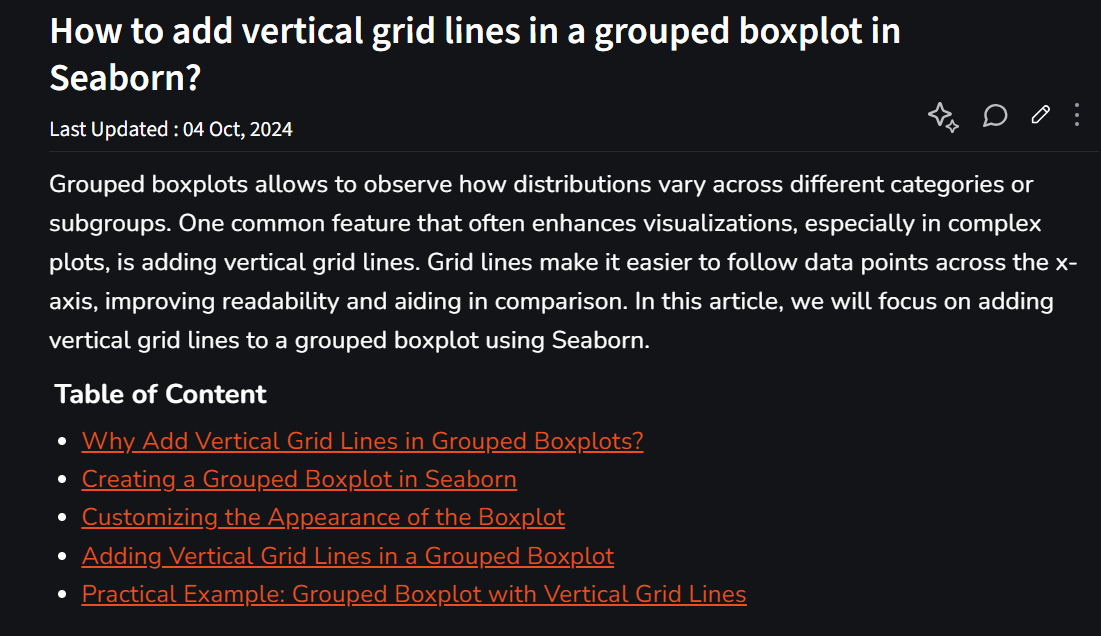 How to add vertical grid lines in a grouped boxplot in
Seaborn?
Last Updated : 04 Oct, 2024
Grouped boxplots allows to observe how distributions vary across different categories or
subgroups. One common feature that often enhances visualizations, especially in complex
plots, is adding vertical grid lines. Grid lines make it easier to follow data points across the x-
axis, improving readability and aiding in comparison. In this article, we will focus on adding
vertical grid lines to a grouped boxplot using Seaborn.
Table of Content
Why Add Vertical Grid Lines in Grouped Boxplots?
Creating a Grouped Boxplot in Seaborn
Customizing the Appearance of the Boxplot
Adding Vertical Grid Lines in a Grouped Boxplot
Practical Example: Grouped Boxplot with Vertical Grid Lines